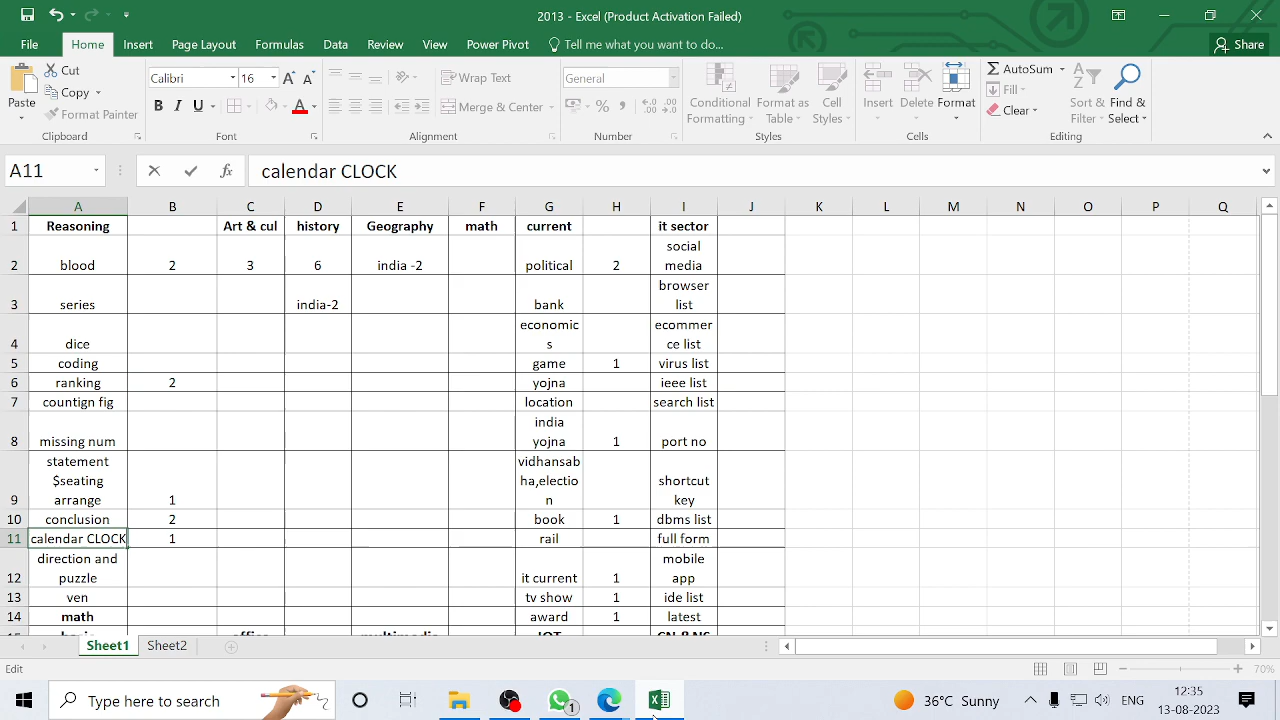 2013 - Excel (Product Activation Failed)
File Home Insert Page Layout Formulas Data Review View Power Pivot Tell me what you want to do... Share
Paste Cut Copy Format Painter Calibri 16 Wrap Text Merge & Center General Conditional Formatting Format as Table Cell Styles Insert Delete Format AutoSum Fill Clear Sort & Filter Find & Select
Clipboard Font Alignment Number Styles Cells Editing
A11 fx calendar CLOCK
A B C D E F G H I J K L M N O P Q
1 Reasoning Art & cul history Geography math current it sector
2 blood 2 3 6 india -2 political 2 social media
3 series india-2 bank browser list
4 dice economics ecommerce list
5 coding game 1 virus list
6 ranking 2 yojna ieee list
7 countign fig location search list
8 missing num india yojna 1 port no
9 statement $seating arrange 1 vidhansabha,election shortcut key
10 conclusion 2 book 1 dbms list
11 calendar CLOCK 1 rail full form
12 direction and puzzle it current 1 mobile app
13 ven tv show 1 ide list
14 math award 1 latest
Sheet1 Sheet2
Edit 70%
Type here to search 1 36°C Sunny ENG 12:35
13-08-2023